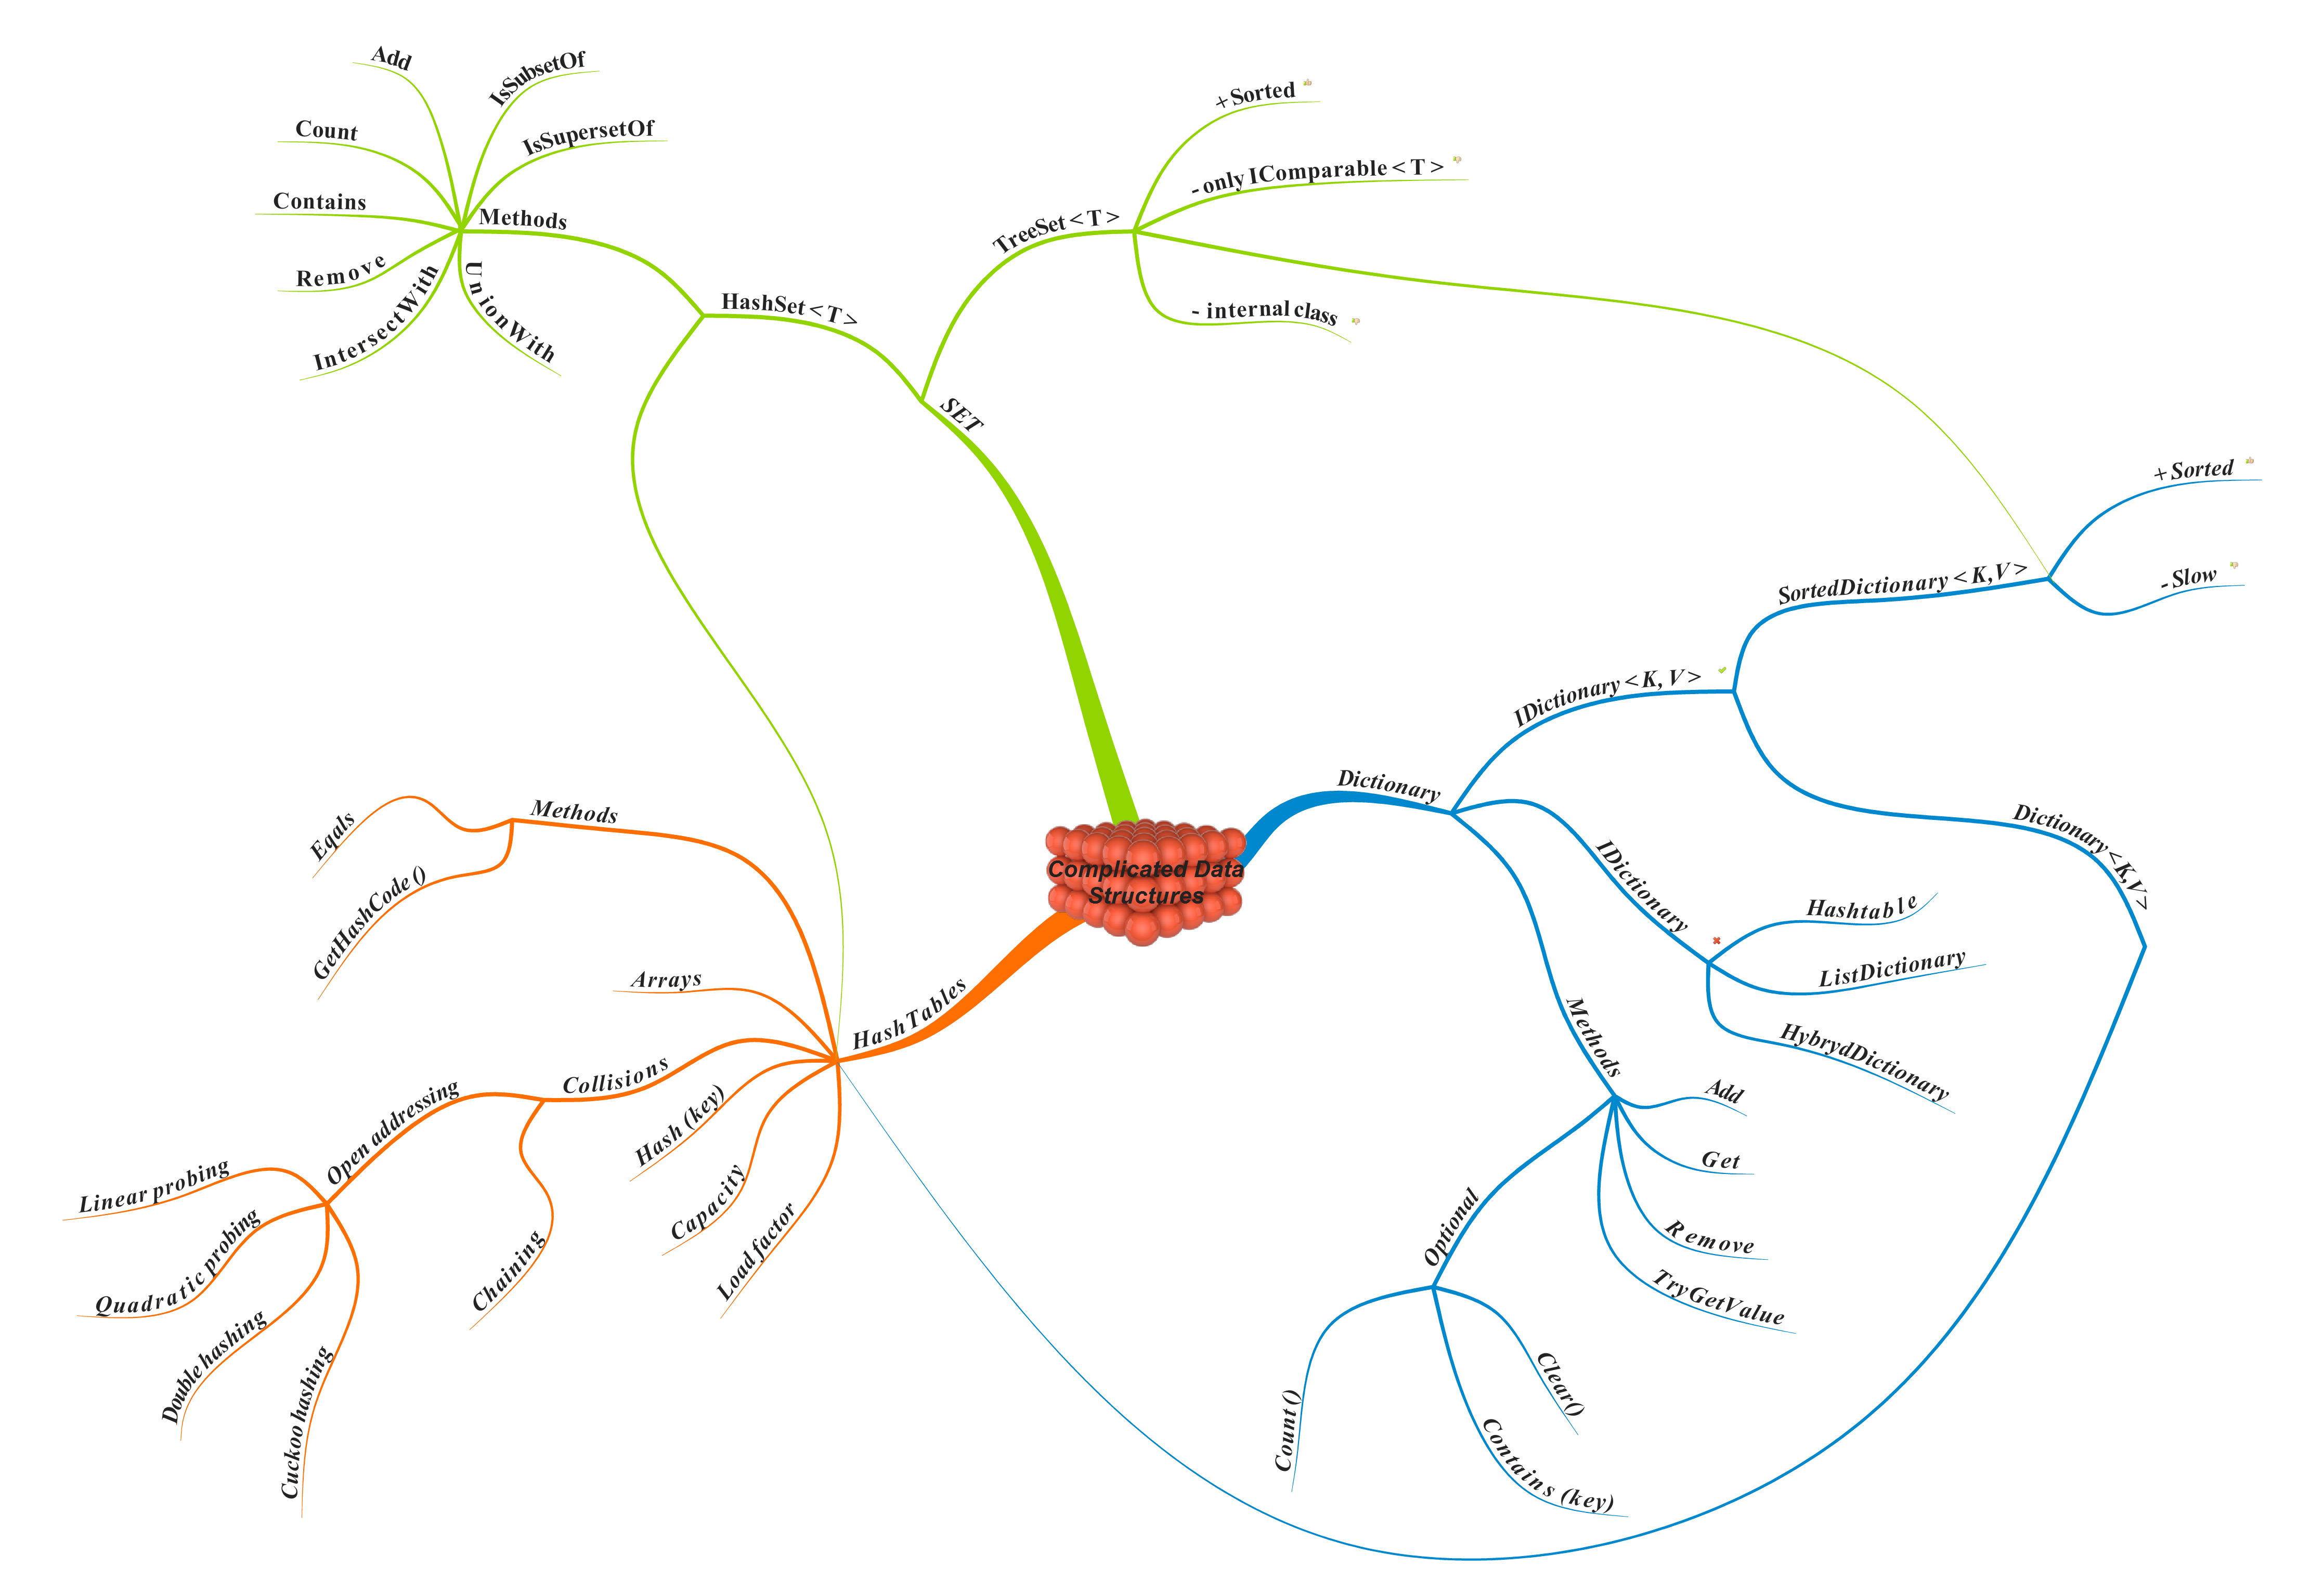 Complicated Data
Structures
SET
HashSet<T>
Methods
Add
Count
Contains
Remove
IntersectWith
UnionWith
IsSubsetOf
IsSupersetOf
TreeSet<T>
+Sorted
- only IComparable<T>
- internal class
Dictionary
IDictionary<K, V>
SortedDictionary<K,V>
+Sorted
-Slow
Dictionary<K,V>
IDictionary
Hashtable
ListDictionary
HybrydDictionary
Methods
Add
Get
Remove
TryGetValue
Optional
Clear()
Contains (key)
Count()
HashTables
Methods
Eqals
GetHashCode ()
Arrays
Collisions
Open addressing
Linear probing
Quadratic probing
Double hashing
Cuckoo hashing
Chaining
Hash (key)
Capacity
Load factor